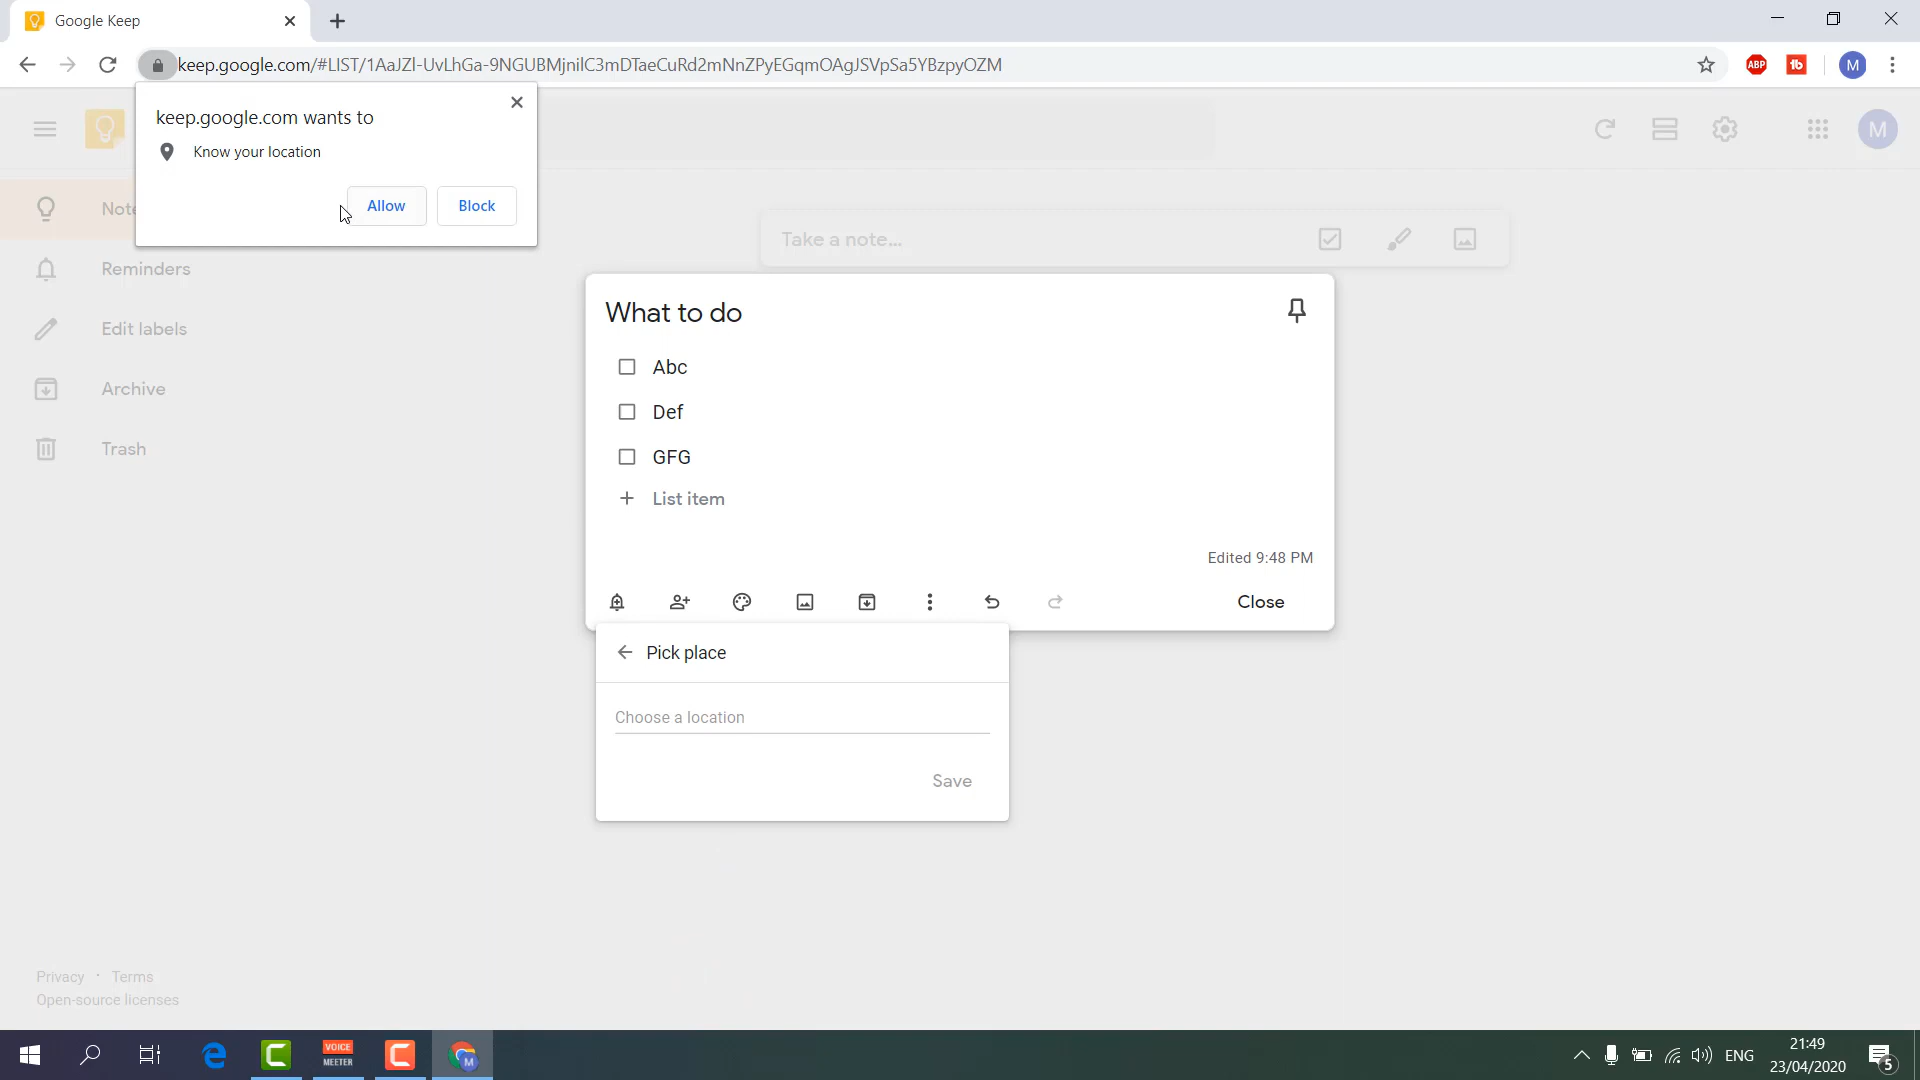 Google Keep
keep.google.com/#LIST/1AaJZl-UvLhGa-9NGUBMjnilC3mDTaeCuRd2mNnZPyEGqmOAgJSVpSa5YBzpyOZM
ABP
M
keep.google.com wants to
Know your location
Allow
Block
M
Note
Reminders
Edit labels
Archive
Trash
Take a note...
What to do
Abc
Def
GFG
List item
Edited 9:48 PM
Close
Pick place
Choose a location
Save
Privacy · Terms
Open-source licenses
VOICE
MEETER
M
ENG
21:49
23/04/2020
5